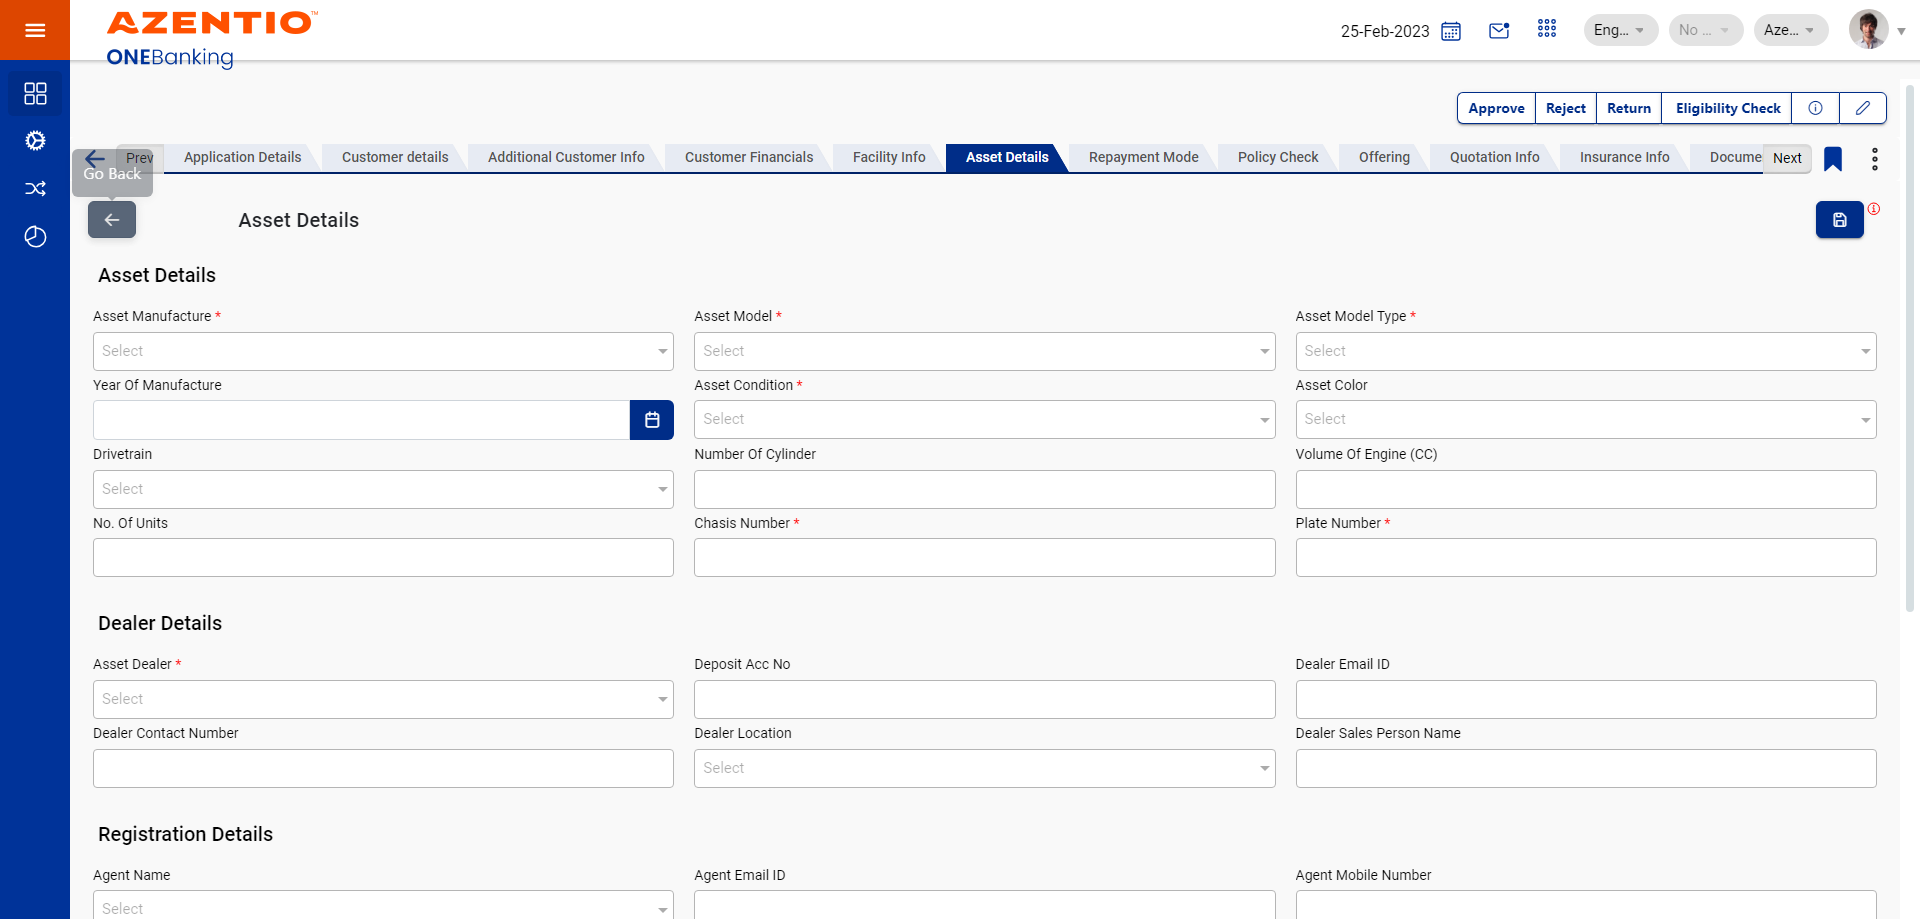 AZENTIO™
ONEBanking
25-Feb-2023
Eng...
No ...
Aze...
Approve
Reject
Return
Eligibility Check
Prev
Application Details
Customer details
Additional Customer Info
Customer Financials
Facility Info
Asset Details
Repayment Mode
Policy Check
Offering
Quotation Info
Insurance Info
Docume
Next
Go Back
Asset Details
Asset Details
Asset Manufacture *
Asset Model *
Asset Model Type *
Select
Select
Select
Year Of Manufacture
Asset Condition *
Asset Color
Select
Select
Drivetrain
Number Of Cylinder
Volume Of Engine (CC)
Select
No. Of Units
Chasis Number *
Plate Number *
Dealer Details
Asset Dealer *
Deposit Acc No
Dealer Email ID
Select
Dealer Contact Number
Dealer Location
Dealer Sales Person Name
Select
Registration Details
Agent Name
Agent Email ID
Agent Mobile Number
Select